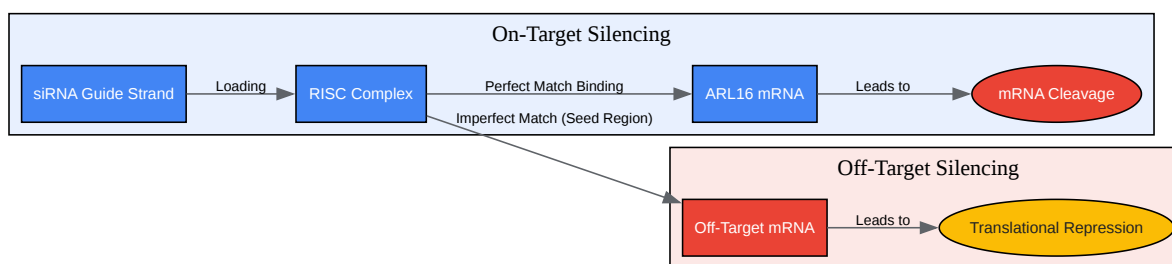 On-Target Silencing
siRNA Guide Strand
Loading
RISC Complex
Perfect Match Binding
ARL16 mRNA
Leads to
mRNA Cleavage
Imperfect Match (Seed Region)
Off-Target Silencing
Off-Target mRNA
Leads to
Translational Repression